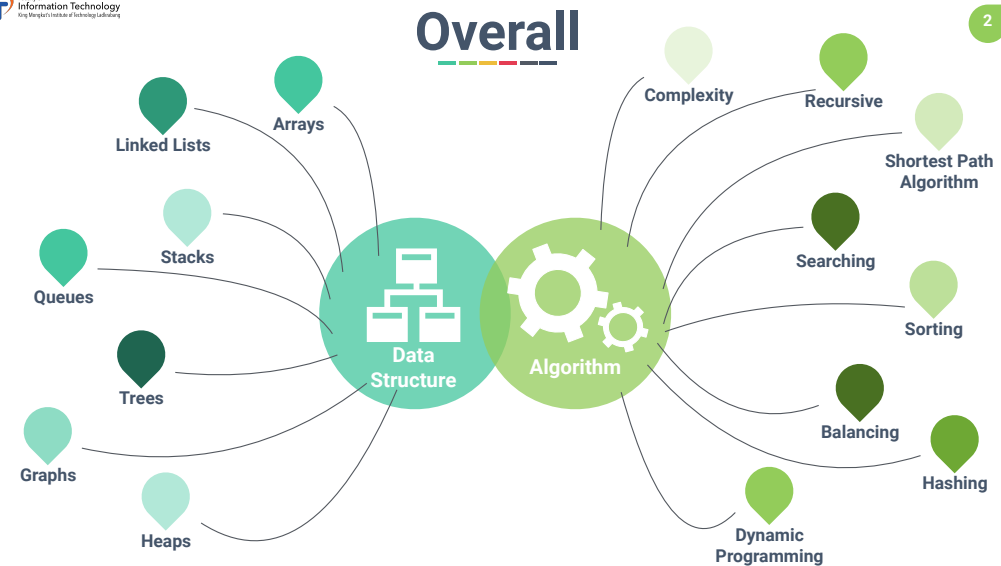 Information Technology
King Mongkut's Institute of Technology Ladkrabang
Overall
2
Linked Lists
Arrays
Stacks
Queues
Trees
Graphs
Heaps
Data
Structure
Algorithm
Complexity
Recursive
Shortest Path
Algorithm
Searching
Sorting
Balancing
Hashing
Dynamic
Programming